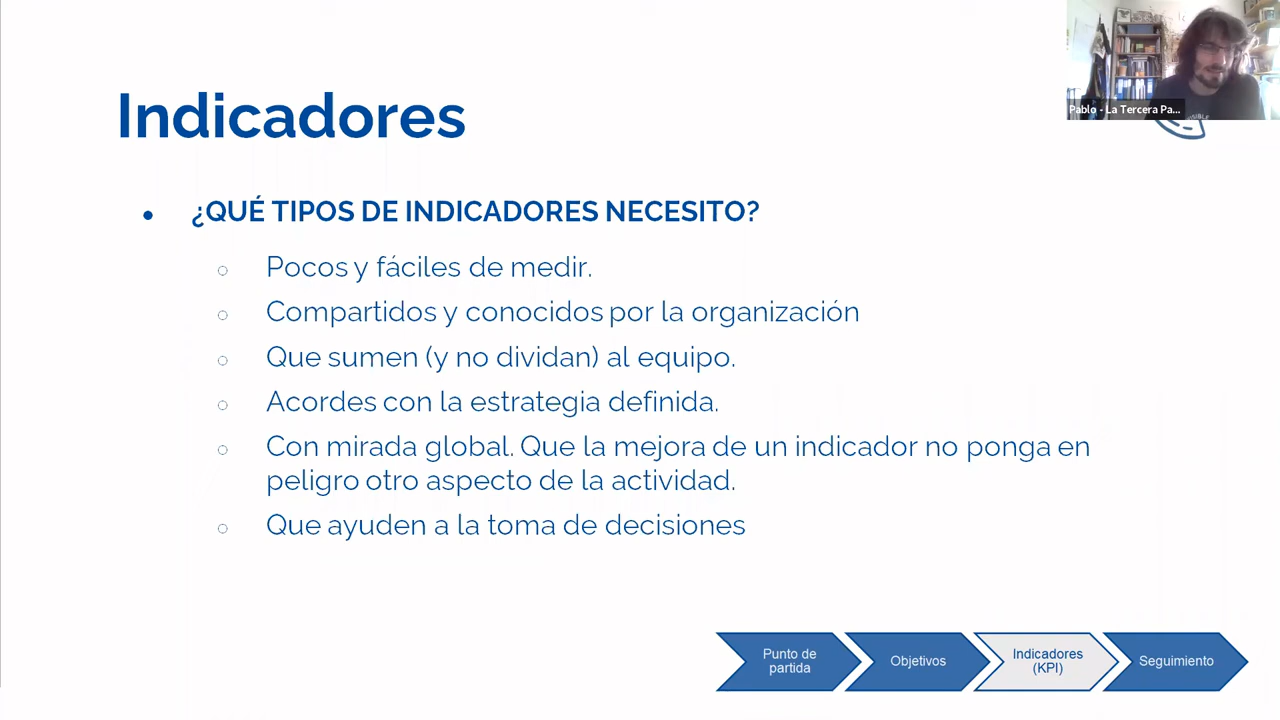 Indicadores
Pablo - La Tercera Pa...
¿QUÉ TIPOS DE INDICADORES NECESITO?
Pocos y fáciles de medir.
Compartidos y conocidos por la organización
Que sumen (y no dividan) al equipo.
Acordes con la estrategia definida.
Con mirada global. Que la mejora de un indicador no ponga en
peligro otro aspecto de la actividad.
Que ayuden a la toma de decisiones
Punto de
partida
Objetivos
Indicadores
(KPI)
Seguimiento